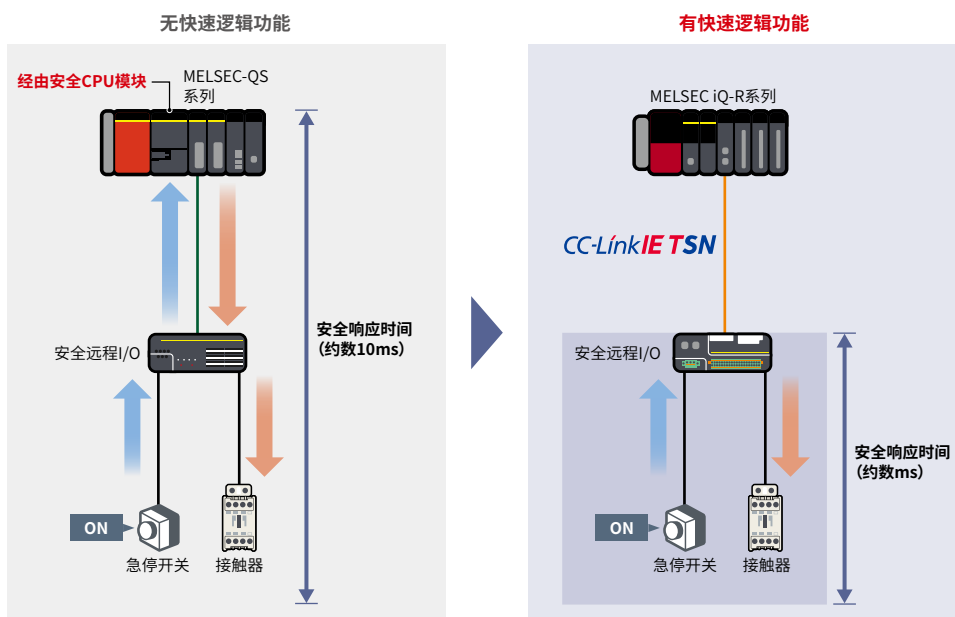 无快速逻辑功能
经由安全CPU模块
MELSEC-QS
系列
安全响应时间
（约数10ms）
安全远程I/O
ON
急停开关
接触器
有快速逻辑功能
MELSEC iQ-R系列
CC-Link IE TSN
安全远程I/O
安全响应时间
（约数ms）
ON
急停开关
接触器